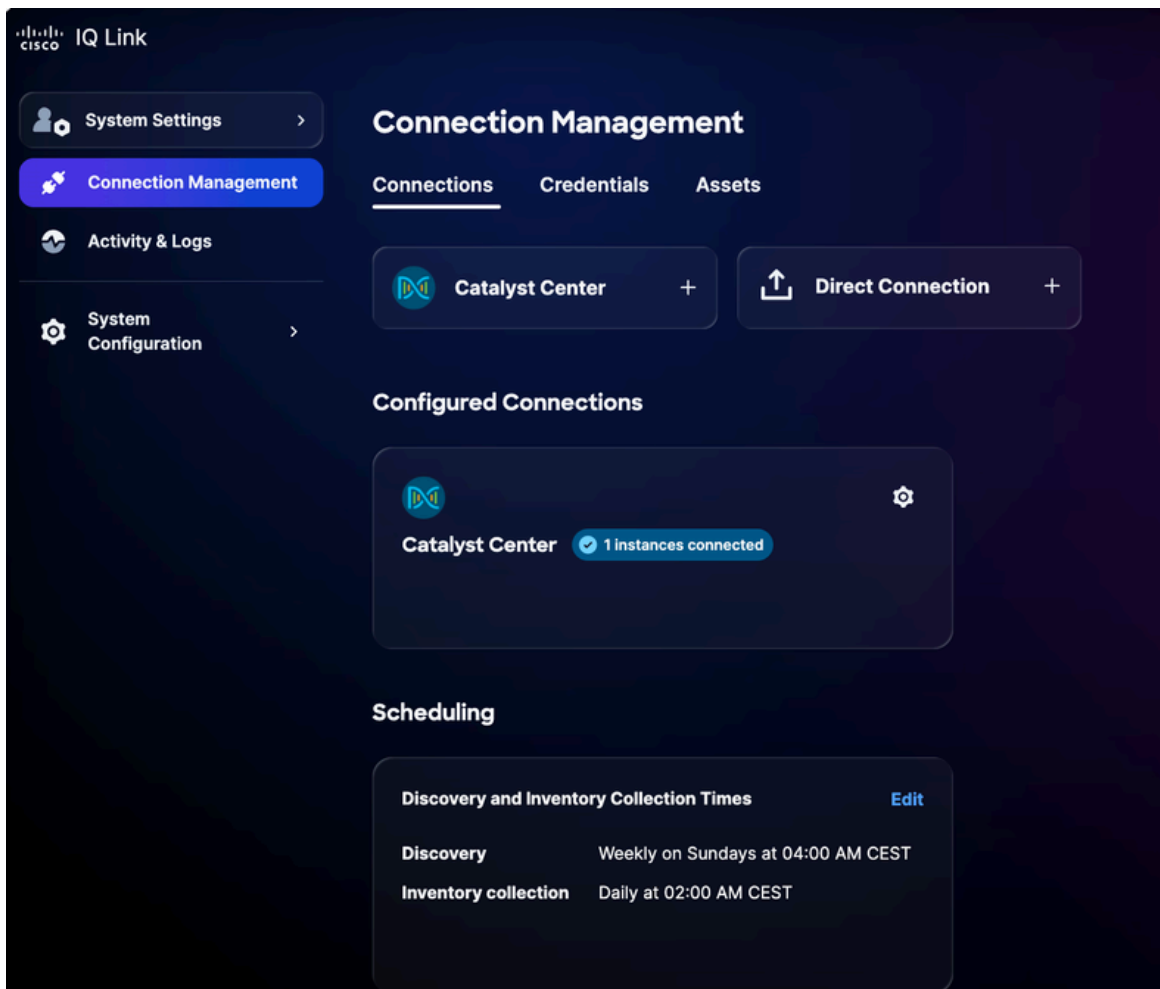 cisco IQ Link
System Settings
Connection Management
Activity & Logs
System
Configuration
Connection Management
Connections Credentials Assets
Catalyst Center +
Direct Connection +
Configured Connections
Catalyst Center 1 instances connected
Scheduling
Discovery and Inventory Collection Times Edit
Discovery Weekly on Sundays at 04:00 AM CEST
Inventory collection Daily at 02:00 AM CEST